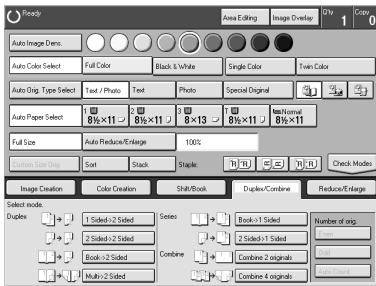 Ready Area Editing Image Overlay Q'ty 1 Copy 0
Auto Image Dens.
Auto Color Select Full Color Black & White Single Color Twin Color
Auto Orig. Type Select Text / Photo Text Photo Special Original
Auto Paper Select 1 8½×11 2 8½×11 3 8×13 T 8½×11 Normal 8½×11
Full Size Auto Reduce/Enlarge 100%
Custom Size Orig. Sort Stack Staple: Check Modes
Image Creation Color Creation Shift/Book Duplex/Combine Reduce/Enlarge
Select mode.
Duplex 1 Sided->2 Sided Series Book->1 Sided Number of orig.
2 Sided->2 Sided 2 Sided->1 Sided Even
Book->2 Sided Combine Combine 2 originals Odd
Multi->2 Sided Combine 4 originals Auto Count